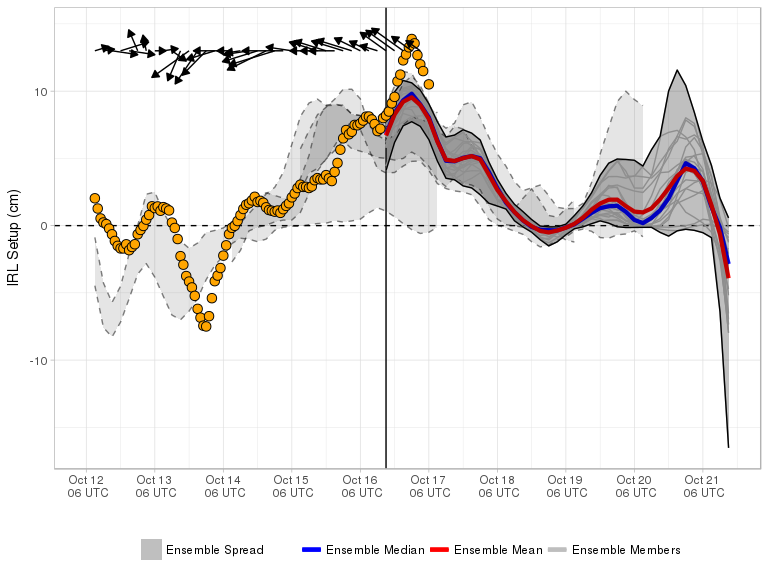 IRL Setup (cm)
10
0
-10
Oct 12 Oct 13 Oct 14 Oct 15 Oct 16 Oct 17 Oct 18 Oct 19 Oct 20 Oct 21
06 UTC 06 UTC 06 UTC 06 UTC 06 UTC 06 UTC 06 UTC 06 UTC 06 UTC 06 UTC
Ensemble Spread Ensemble Median Ensemble Mean Ensemble Members